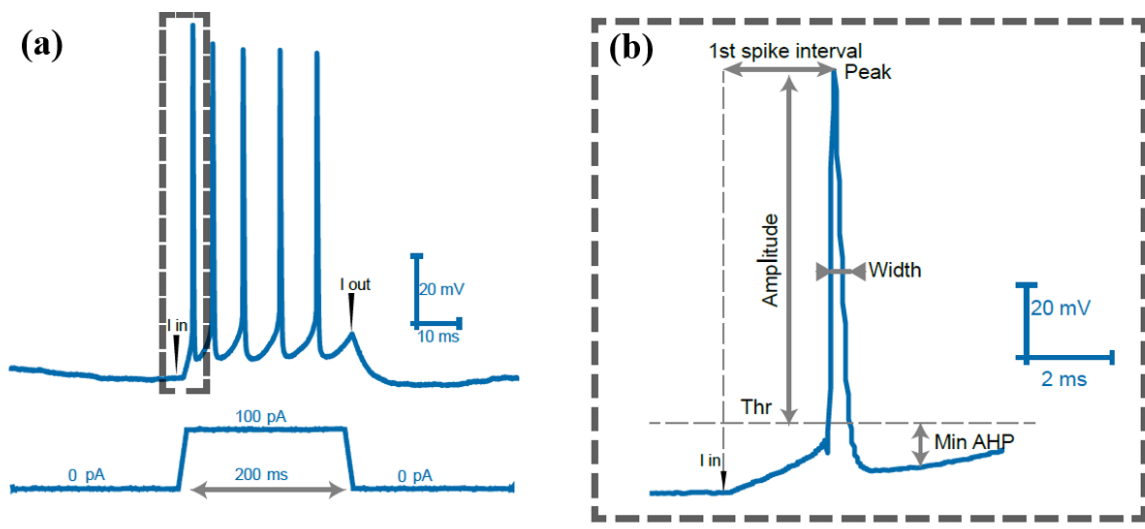 (a)
I in
I out
20 mV
10 ms
100 pA
0 pA
200 ms
0 pA
(b)
1st spike interval
Peak
Amplitude
Width
20 mV
2 ms
Thr
Min AHP
I in